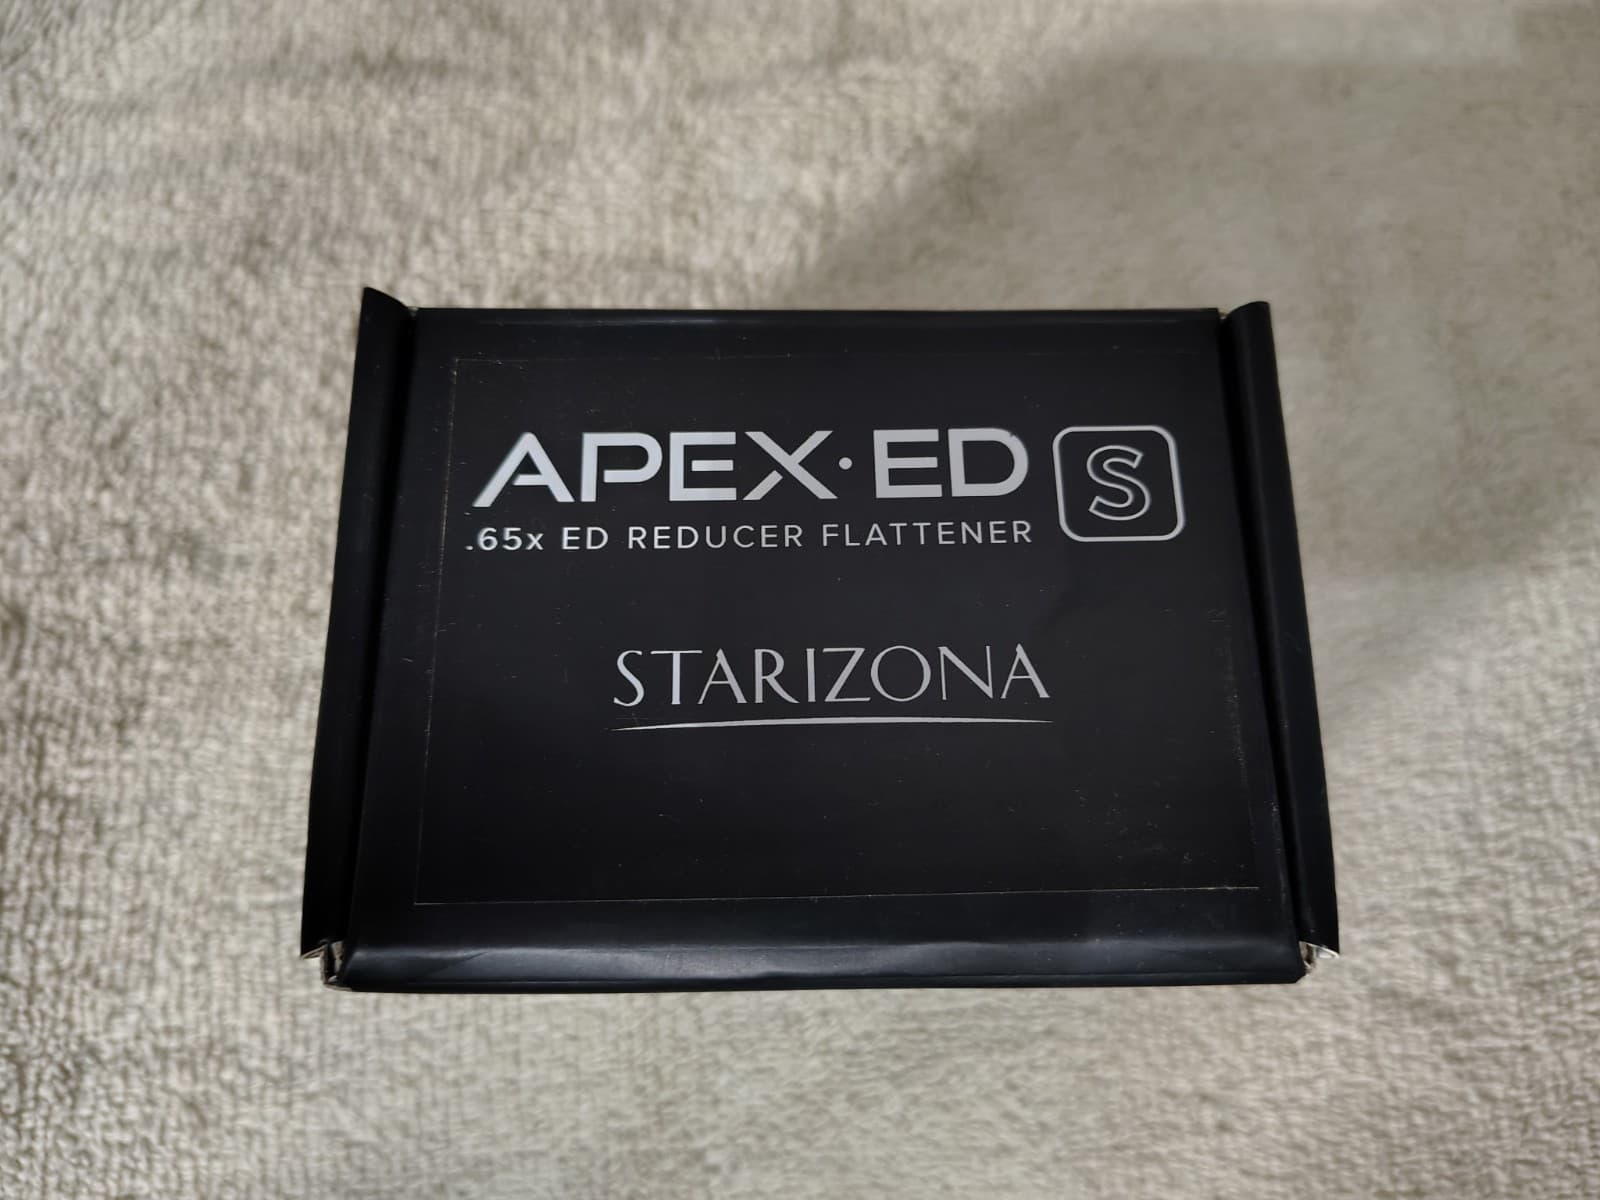 APEX·ED S
.65x ED REDUCER FLATTENER
STARIZONA